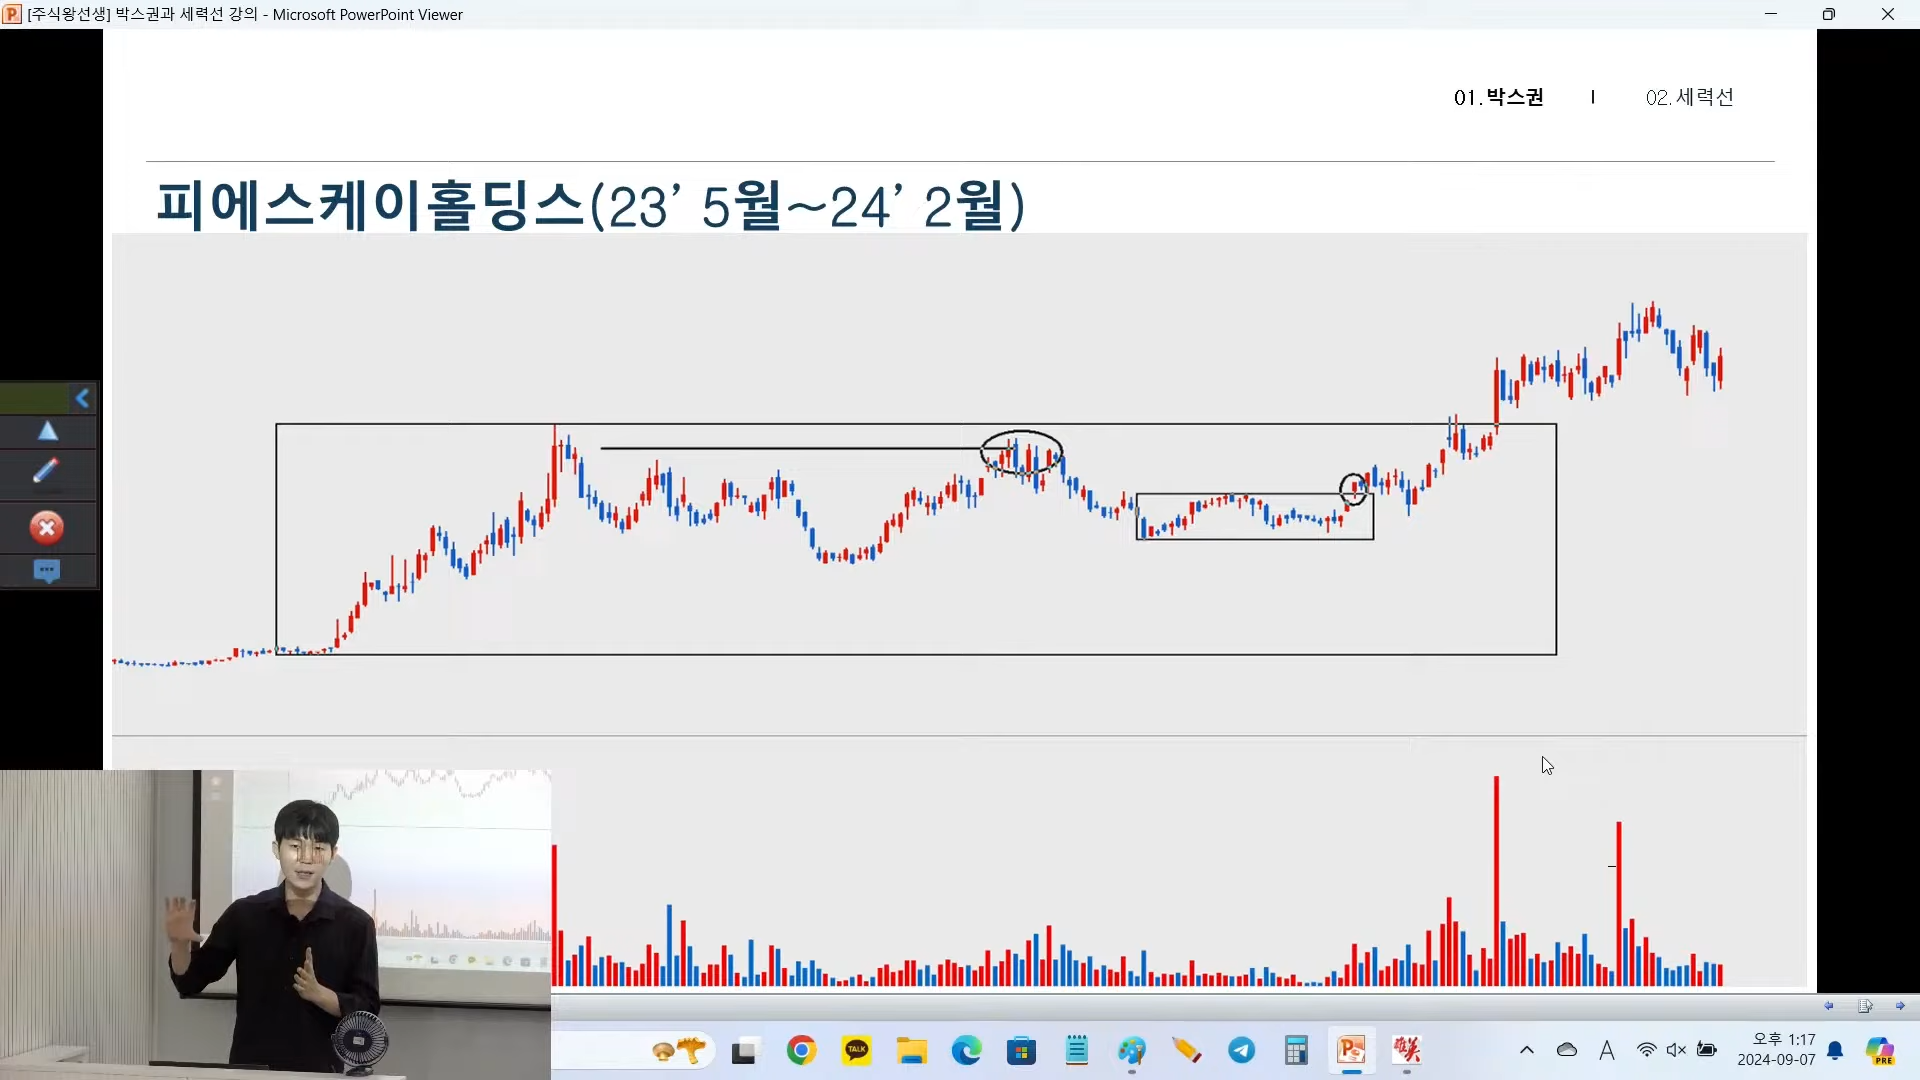 [주식왕선생] 박스권과 세력선 강의 - Microsoft PowerPoint Viewer
01.박스권 | 02.세력선
피에스케이홀딩스(23’ 5월~24’ 2월)
TALK
A
오후 1:17
2024-09-07
PRE